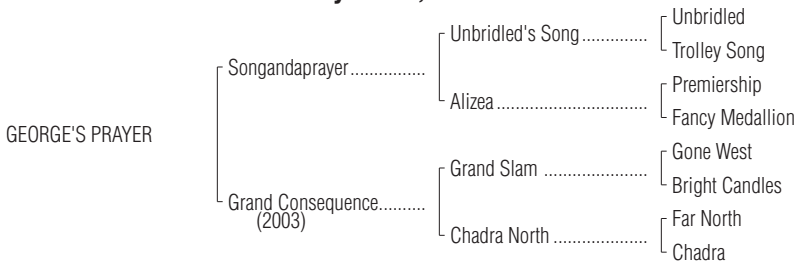 Unbridled
Unbridled's Song
Trolley Song
Songandaprayer
Premiership
Alizea
Fancy Medallion
GEORGE'S PRAYER
Gone West
Grand Slam
Bright Candles
Grand Consequence
(2003)
Far North
Chadra North
Chadra